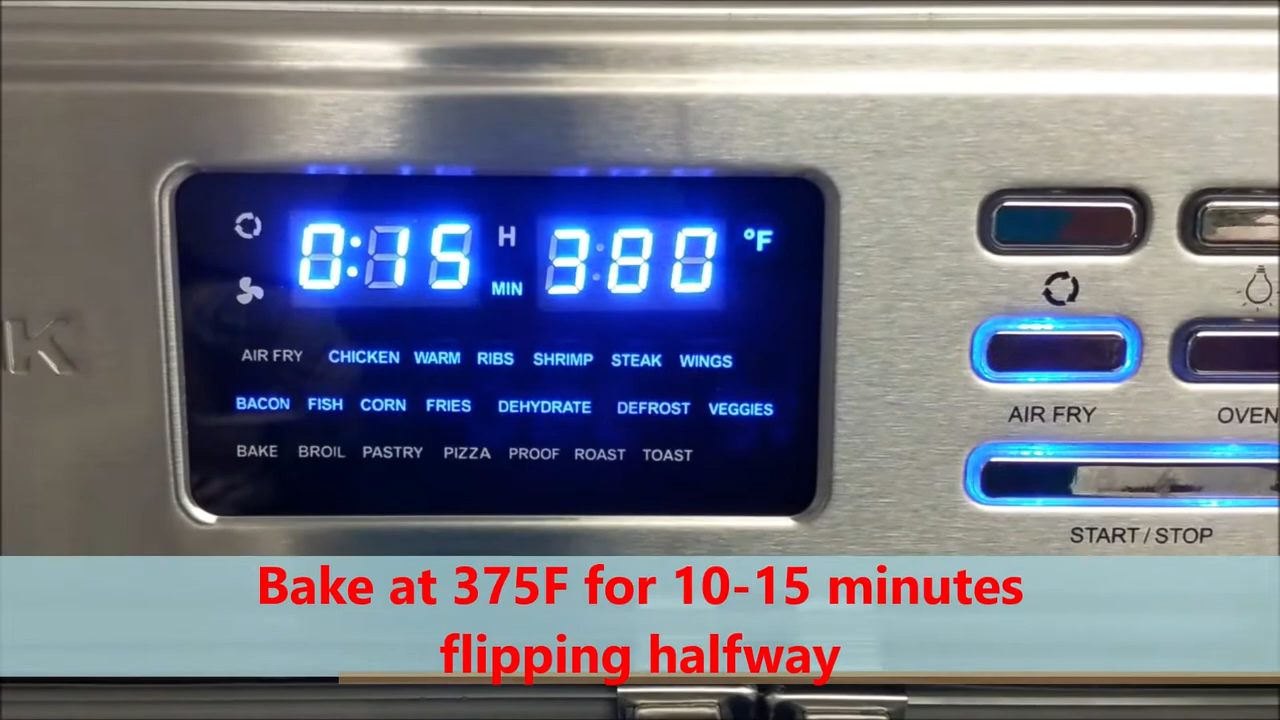 0:15 H MIN 380 °F
K
AIR FRY CHICKEN WARM RIBS SHRIMP STEAK WINGS
BACON FISH CORN FRIES DEHYDRATE DEFROST VEGGIES
BAKE BROIL PASTRY PIZZA PROOF ROAST TOAST
AIR FRY OVEN
START / STOP
Bake at 375F for 10-15 minutes
flipping halfway